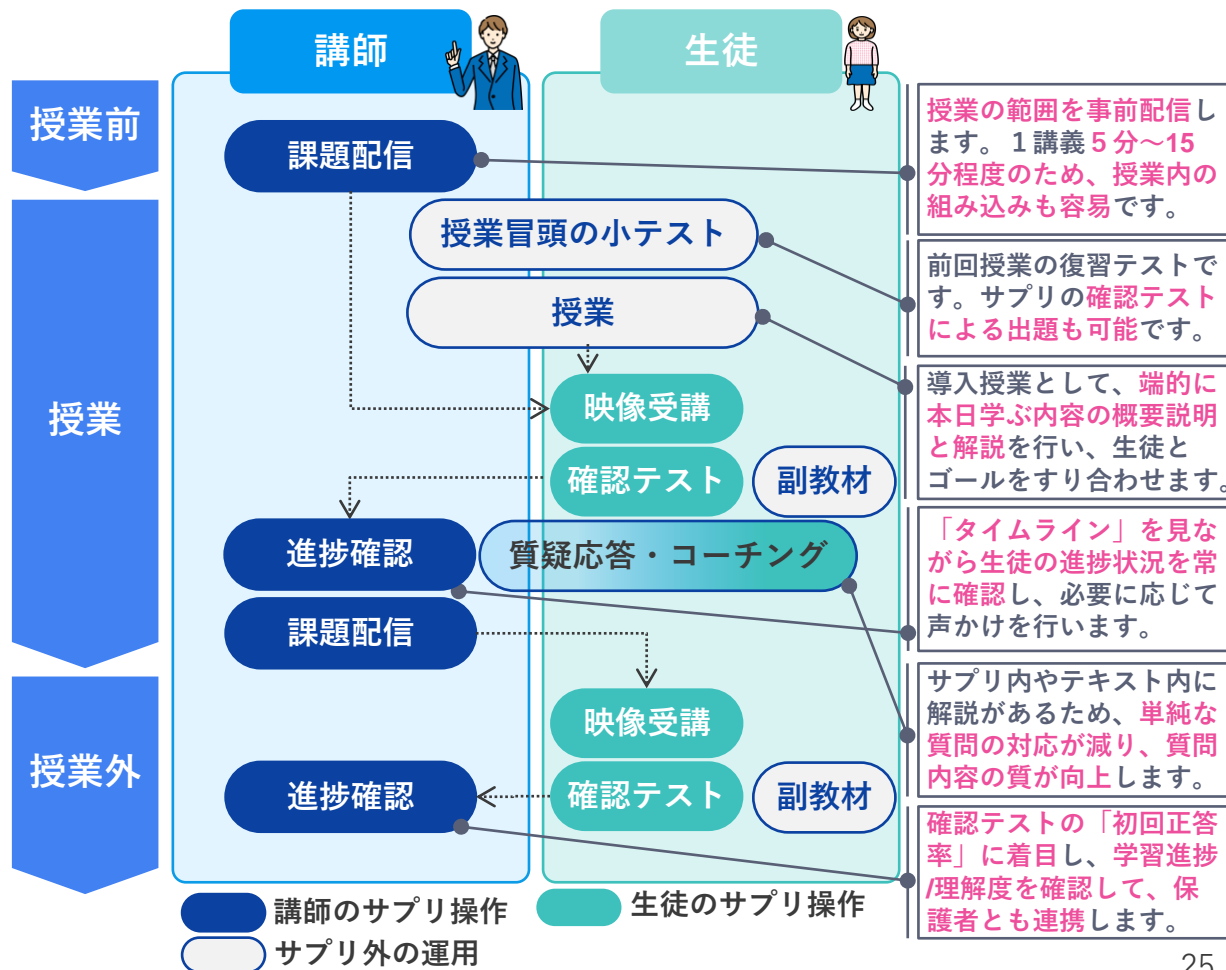 講師
生徒
授業前
課題配信
授業の範囲を事前配信し
ます。1講義5分～15
分程度のため、授業内の
組み込みも容易です。
授業
授業冒頭の小テスト
前回授業の復習テストで
す。サプリの確認テスト
による出題も可能です。
授業
導入授業として、端的に
本日学ぶ内容の概要説明
と解説を行い、生徒と
ゴールをすり合わせます。
映像受講
確認テスト
副教材
進捗確認
質疑応答・コーチング
「タイムライン」を見な
がら生徒の進捗状況を常
に確認し、必要に応じて
声かけを行います。
課題配信
サプリ内やテキスト内に
解説があるため、単純な
質問の対応が減り、質問
内容の質が向上します。
授業外
映像受講
進捗確認
確認テスト
副教材
確認テストの「初回正答
率」に着目し、学習進捗
/理解度を確認して、保
護者とも連携します。
講師のサプリ操作
生徒のサプリ操作
サプリ外の運用
25